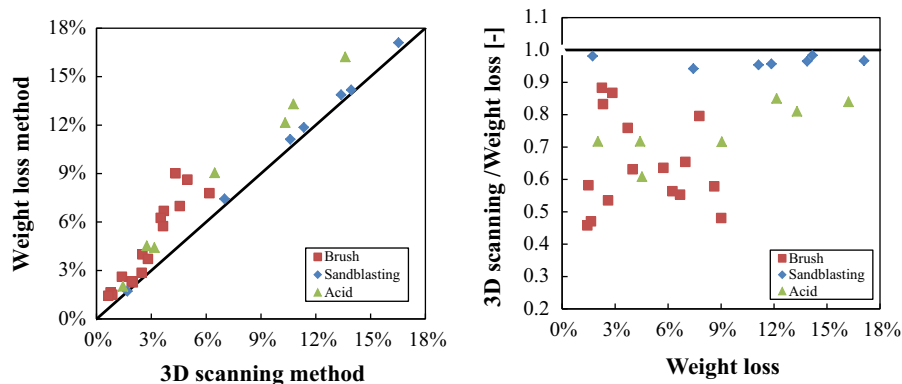 Weight loss method
18%
15%
12%
9%
6%
3%
0%
0% 3% 6% 9% 12% 15% 18%
3D scanning method
Brush
Sandblasting
Acid
3D scanning /Weight loss [-]
1.1
1.0
0.9
0.8
0.7
0.6
0.5
0.4
0.3
0.2
0% 3% 6% 9% 12% 15% 18%
Weight loss
Brush
Sandblasting
Acid